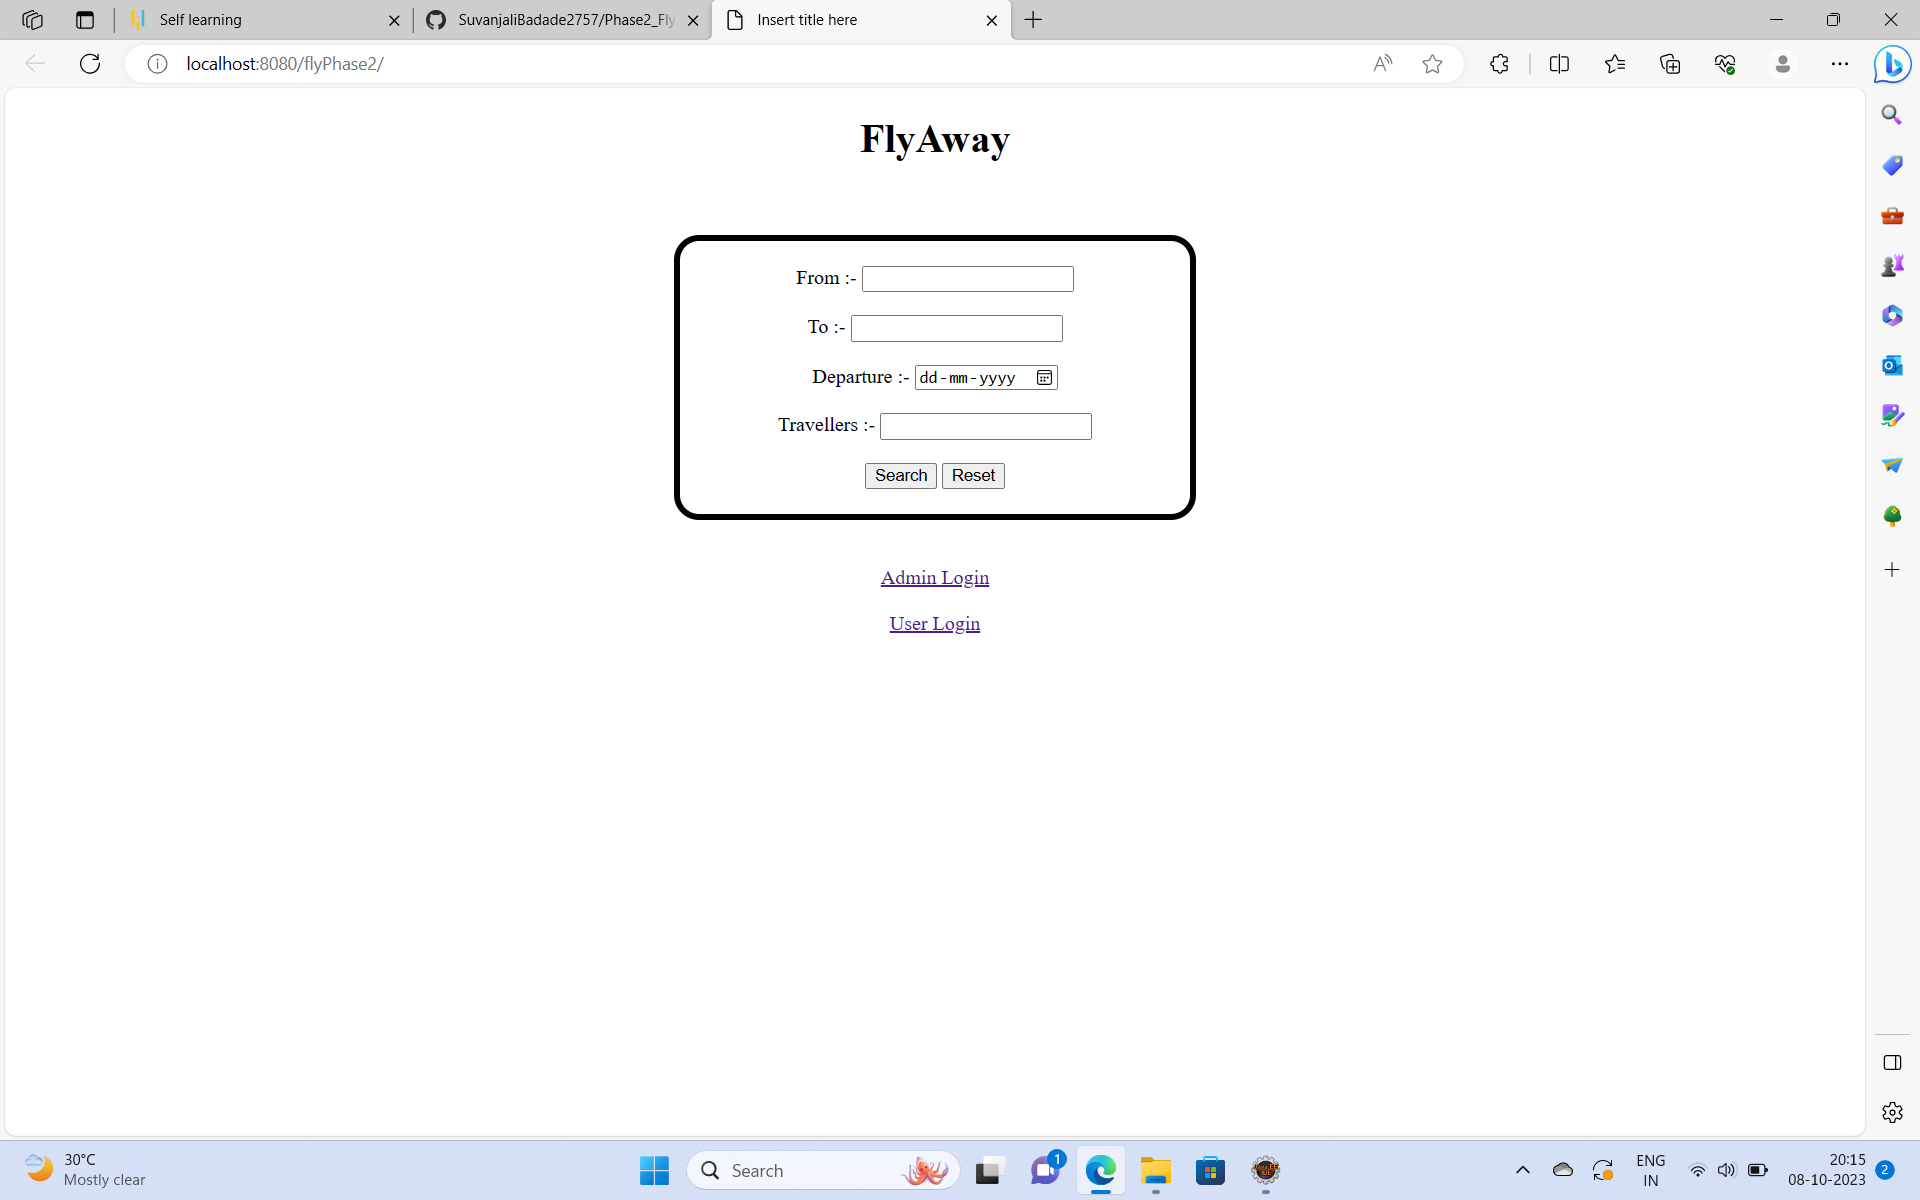 Self learning
SuvanjaliBadade2757/Phase2_Fly
Insert title here
localhost:8080/flyPhase2/
FlyAway
From :-
To :-
Departure :- dd-mm-yyyy
Travellers :-
Search Reset
Admin Login
User Login
30°C
Mostly clear
Search
1
ENG
IN
20:15
08-10-2023
2